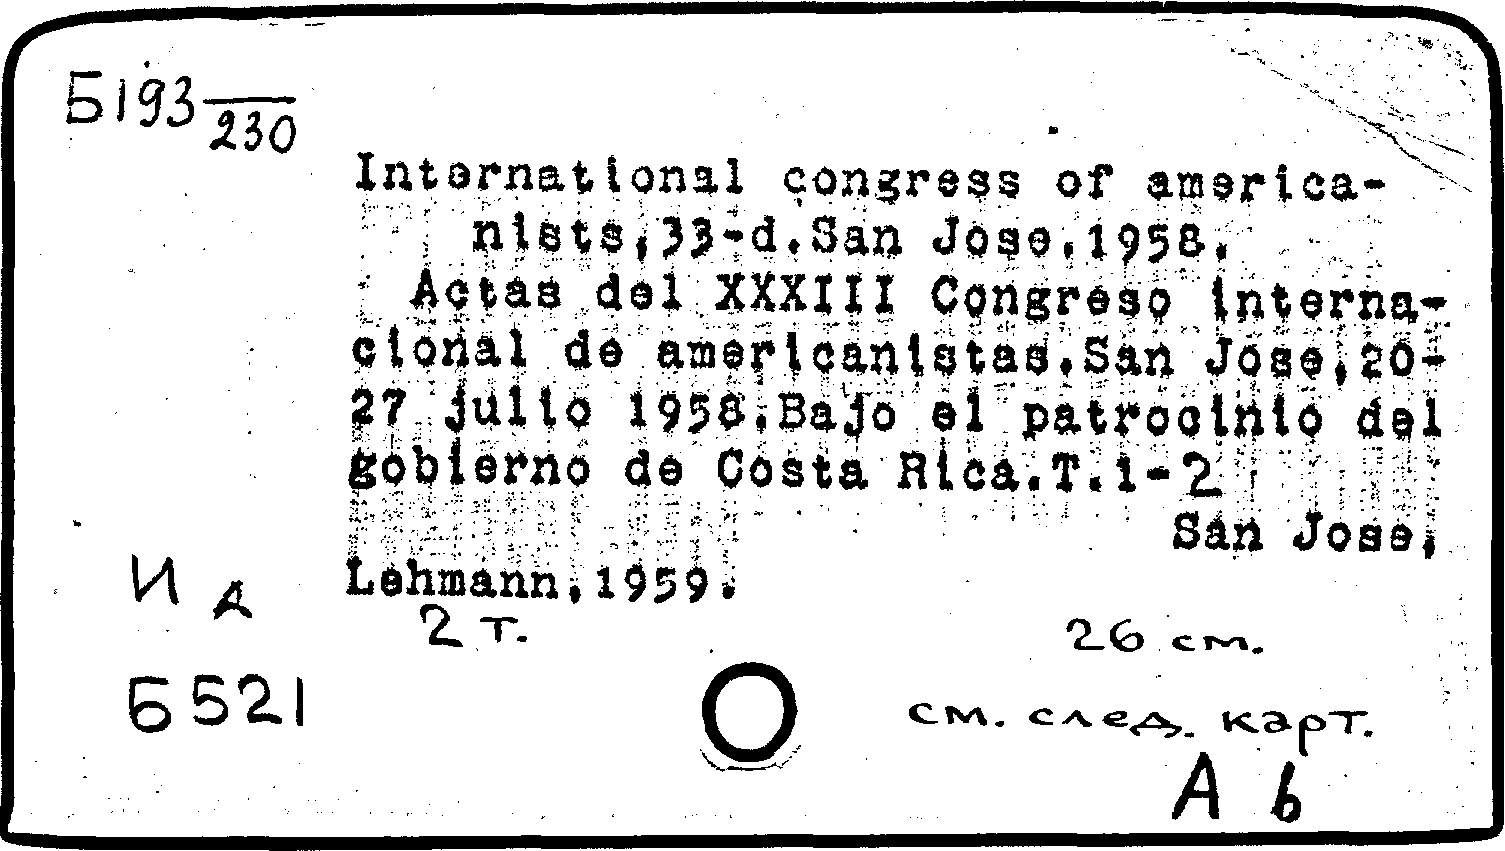 Б193
230
International congress of america-
nists,33-d.San Jose.1958.
Actas del XXXIII Congreso interna-
cional de americanistas.San Jose,20-
27 julio 1958.Bajo el patrocinio del
gobierno de Costa Rica.T.1-2
San Jose,
Lehmann,1959.
2 т.
26 см.
И д
Б521
см. след. карт.
А б